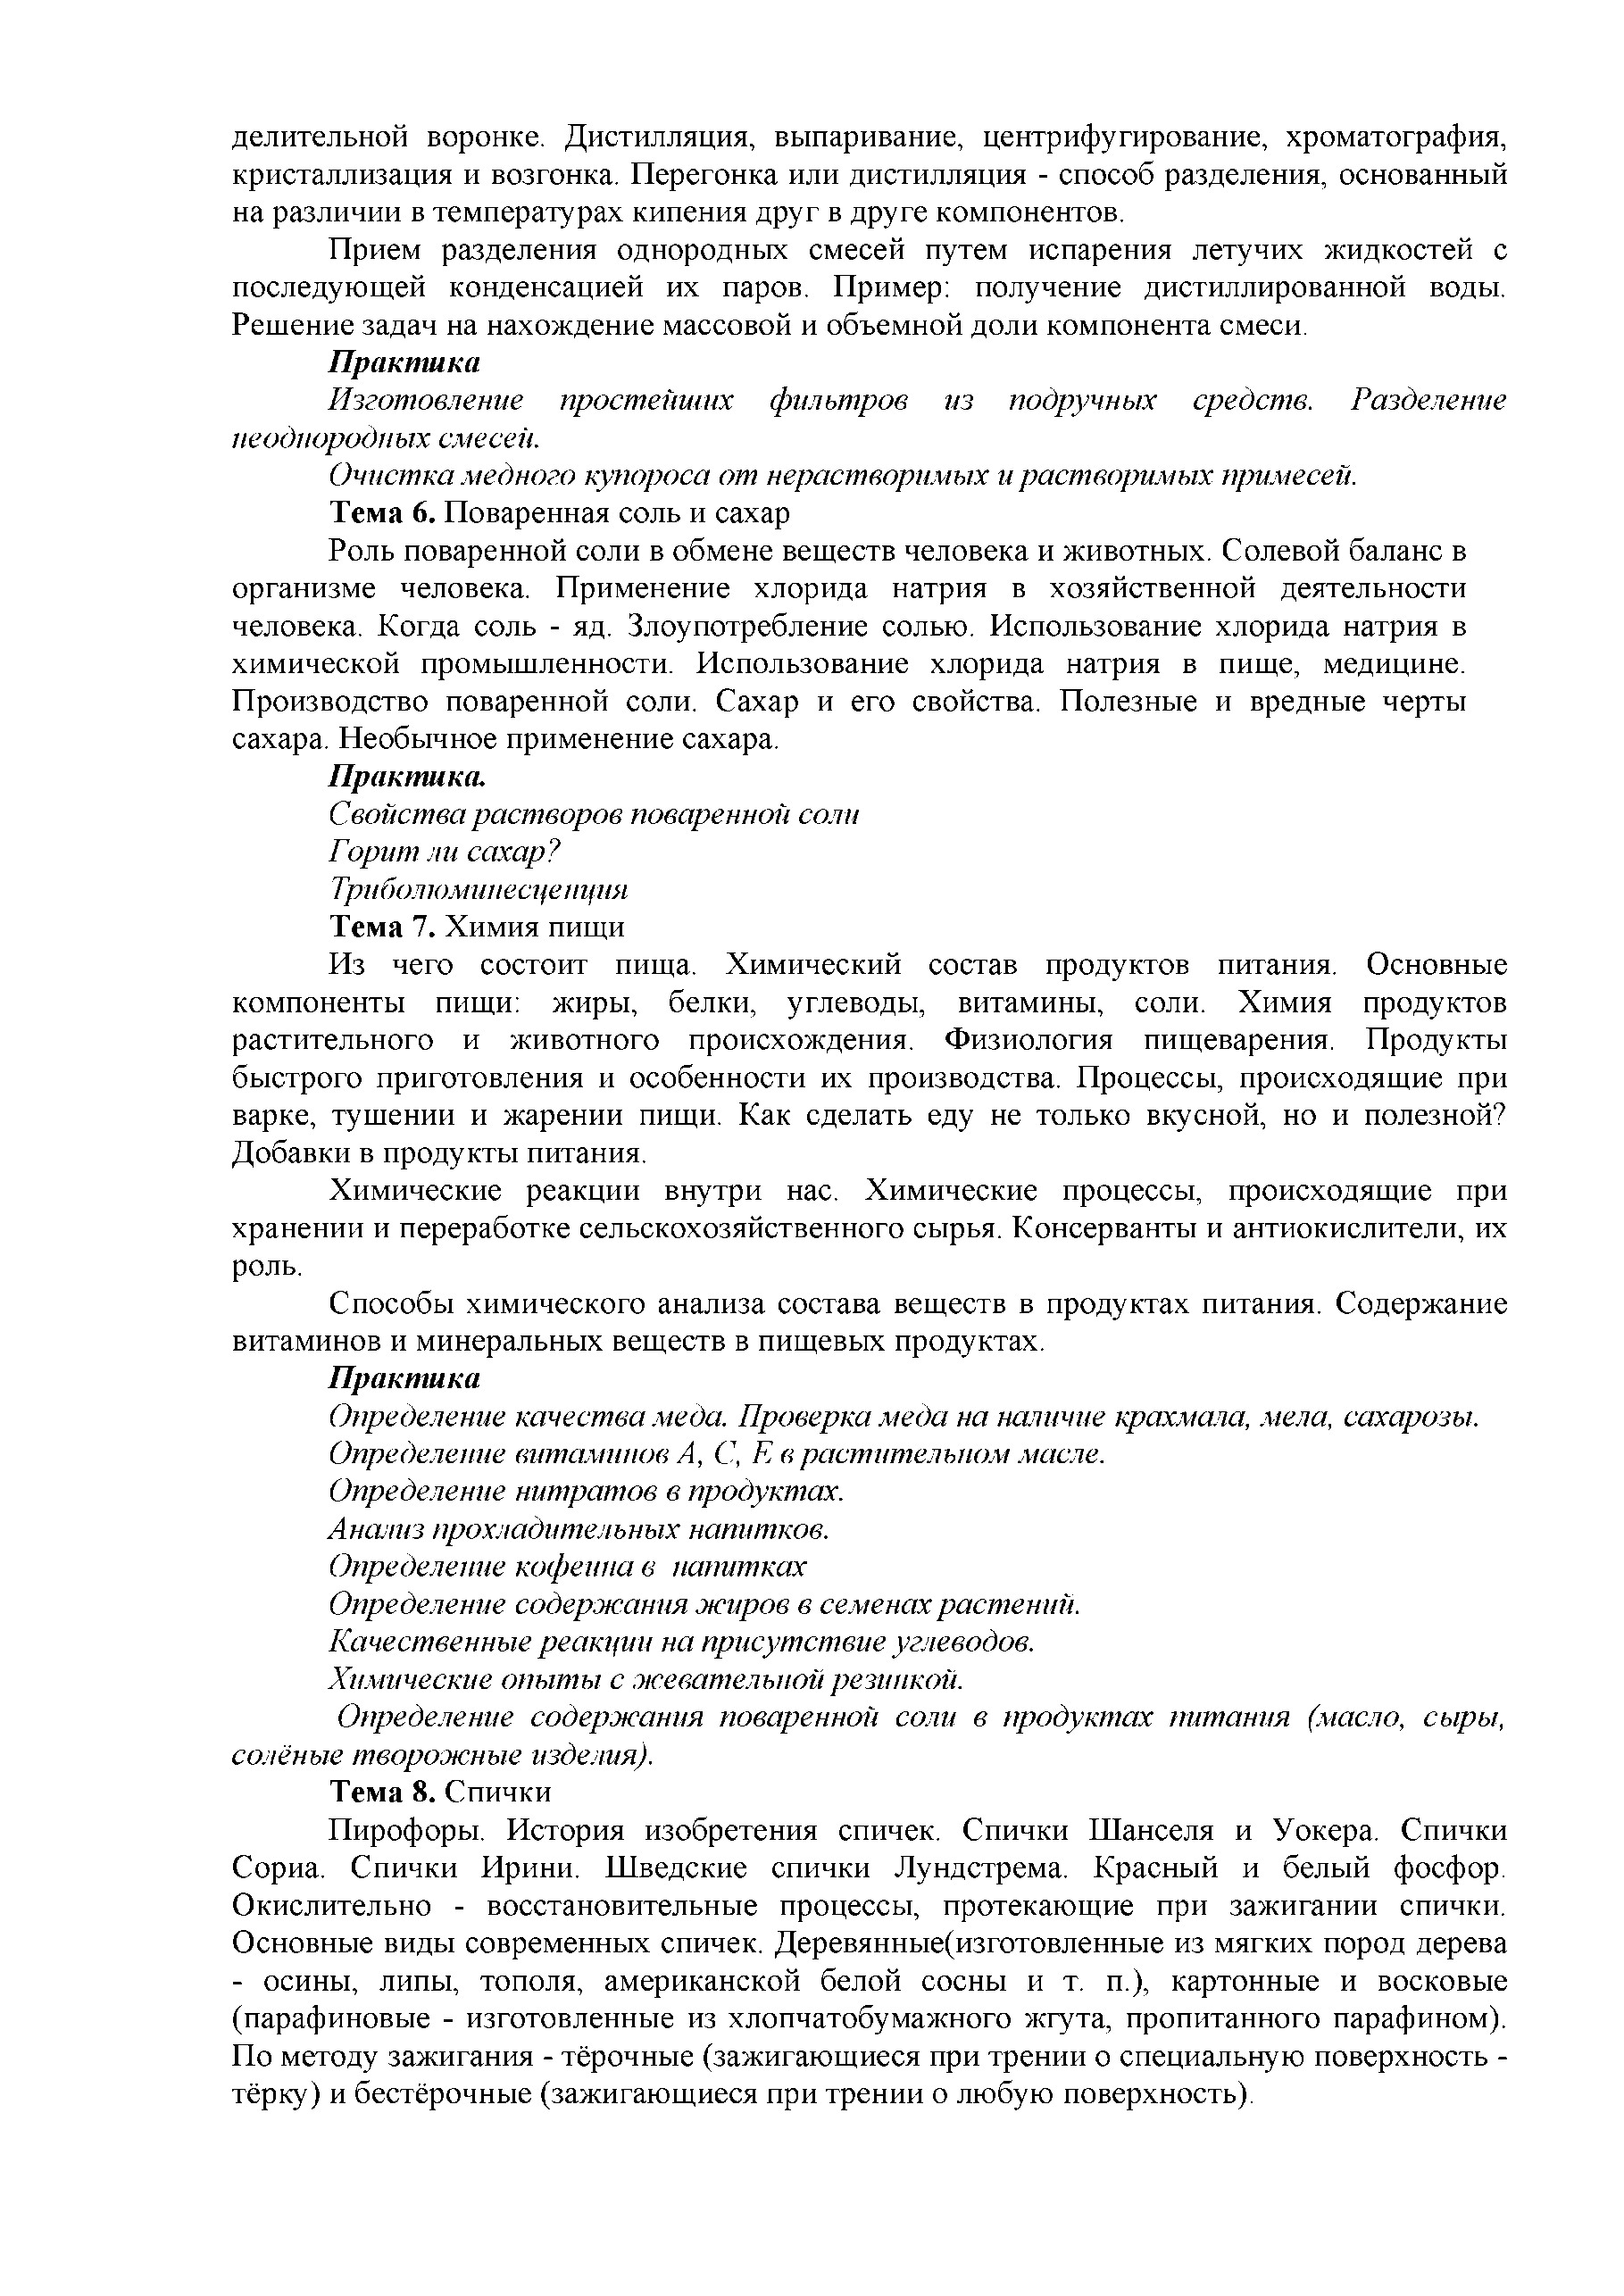 делительной воронке. Дистилляция, выпаривание, центрифугирование, хроматография,
кристаллизация и возгонка. Перегонка или дистилляция - способ разделения, основанный
на различии в температурах кипения друг в друге компонентов.
Прием разделения однородных смесей путем испарения летучих жидкостей с
последующей конденсацией их паров. Пример: получение дистиллированной воды.
Решение задач на нахождение массовой и объемной доли компонента смеси.
Практика
Изготовление простейших фильтров из подручных средств. Разделение
неоднородных смесей.
Очистка медного купороса от нерастворимых и растворимых примесей.
Тема 6. Поваренная соль и сахар
Роль поваренной соли в обмене веществ человека и животных. Солевой баланс в
организме человека. Применение хлорида натрия в хозяйственной деятельности
человека. Когда соль - яд. Злоупотребление солью. Использование хлорида натрия в
химической промышленности. Использование хлорида натрия в пище, медицине.
Производство поваренной соли. Сахар и его свойства. Полезные и вредные черты
сахара. Необычное применение сахара.
Практика.
Свойства растворов поваренной соли
Горит ли сахар?
Триболюминесценция
Тема 7. Химия пищи
Из чего состоит пища. Химический состав продуктов питания. Основные
компоненты пищи: жиры, белки, углеводы, витамины, соли. Химия продуктов
растительного и животного происхождения. Физиология пищеварения. Продукты
быстрого приготовления и особенности их производства. Процессы, происходящие при
варке, тушении и жарении пищи. Как сделать еду не только вкусной, но и полезной?
Добавки в продукты питания.
Химические реакции внутри нас. Химические процессы, происходящие при
хранении и переработке сельскохозяйственного сырья. Консерванты и антиокислители, их
роль.
Способы химического анализа состава веществ в продуктах питания. Содержание
витаминов и минеральных веществ в пищевых продуктах.
Практика
Определение качества меда. Проверка меда на наличие крахмала, мела, сахарозы.
Определение витаминов А, С, Е в растительном масле.
Определение нитратов в продуктах.
Анализ прохладительных напитков.
Определение кофеина в напитках
Определение содержания жиров в семенах растений.
Качественные реакции на присутствие углеводов.
Химические опыты с жевательной резинкой.
Определение содержания поваренной соли в продуктах питания (масло, сыры,
солёные творожные изделия).
Тема 8. Спички
Пирофоры. История изобретения спичек. Спички Шанселя и Уокера. Спички
Сориа. Спички Ирини. Шведские спички Лундстрема. Красный и белый фосфор.
Окислительно - восстановительные процессы, протекающие при зажигании спички.
Основные виды современных спичек. Деревянные(изготовленные из мягких пород дерева
- осины, липы, тополя, американской белой сосны и т. п.), картонные и восковые
(парафиновые - изготовленные из хлопчатобумажного жгута, пропитанного парафином).
По методу зажигания - тёрочные (зажигающиеся при трении о специальную поверхность -
тёрку) и бестёрочные (зажигающиеся при трении о любую поверхность).